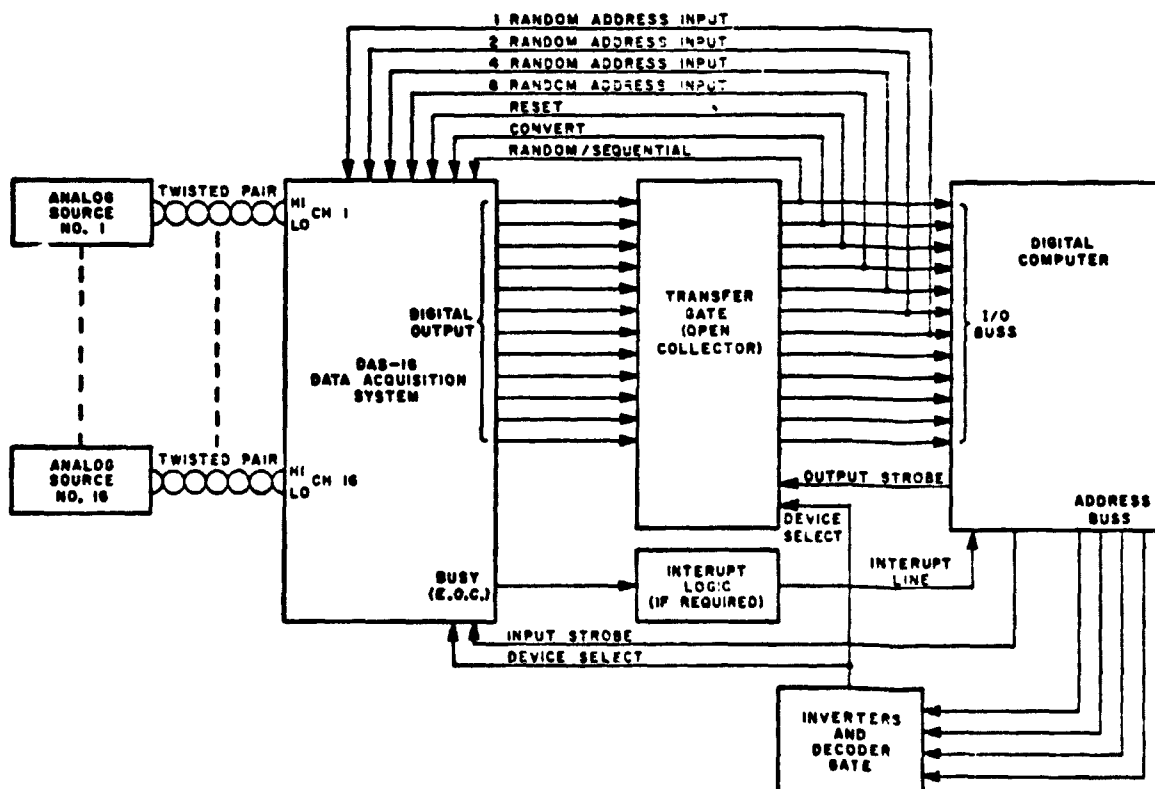 1 RANDOM ADDRESS INPUT
2 RANDOM ADDRESS INPUT
4 RANDOM ADDRESS INPUT
8 RANDOM ADDRESS INPUT
RESET
CONVERT
RANDOM/SEQUENTIAL
ANALOG
SOURCE
NO. 1
TWISTED PAIR
HI
LO
CH 1
DIGITAL
OUTPUT
DAS-16
DATA ACQUISITION
SYSTEM
TRANSFER
GATE
(OPEN
COLLECTOR)
DIGITAL
COMPUTER
I/O
BUSS
ANALOG
SOURCE
NO. 16
TWISTED PAIR
HI
LO
CH 16
OUTPUT STROBE
DEVICE
SELECT
ADDRESS
BUSS
BUSY
(E.O.C.)
INTERUPT
LOGIC
(IF REQUIRED)
INTERUPT
LINE
INPUT STROBE
DEVICE SELECT
INVERTERS
AND
DECODER
GATE